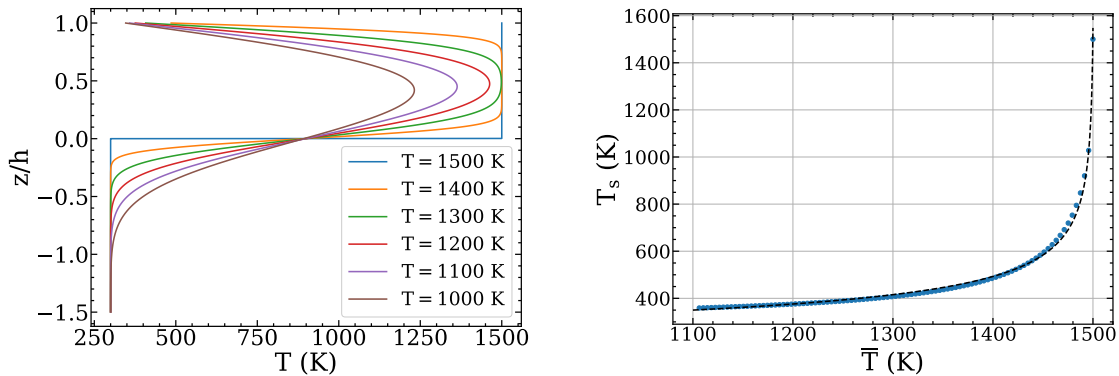 1.0
0.5
0.0
−0.5
−1.0
−1.5
z/h
250
500
750
1000
1250
1500
T (K)
T = 1500 K
T = 1400 K
T = 1300 K
T = 1200 K
T = 1100 K
T = 1000 K
1600
1400
1200
1000
800
600
400
T_s (K)
1100
1200
1300
1400
1500
T̅ (K)